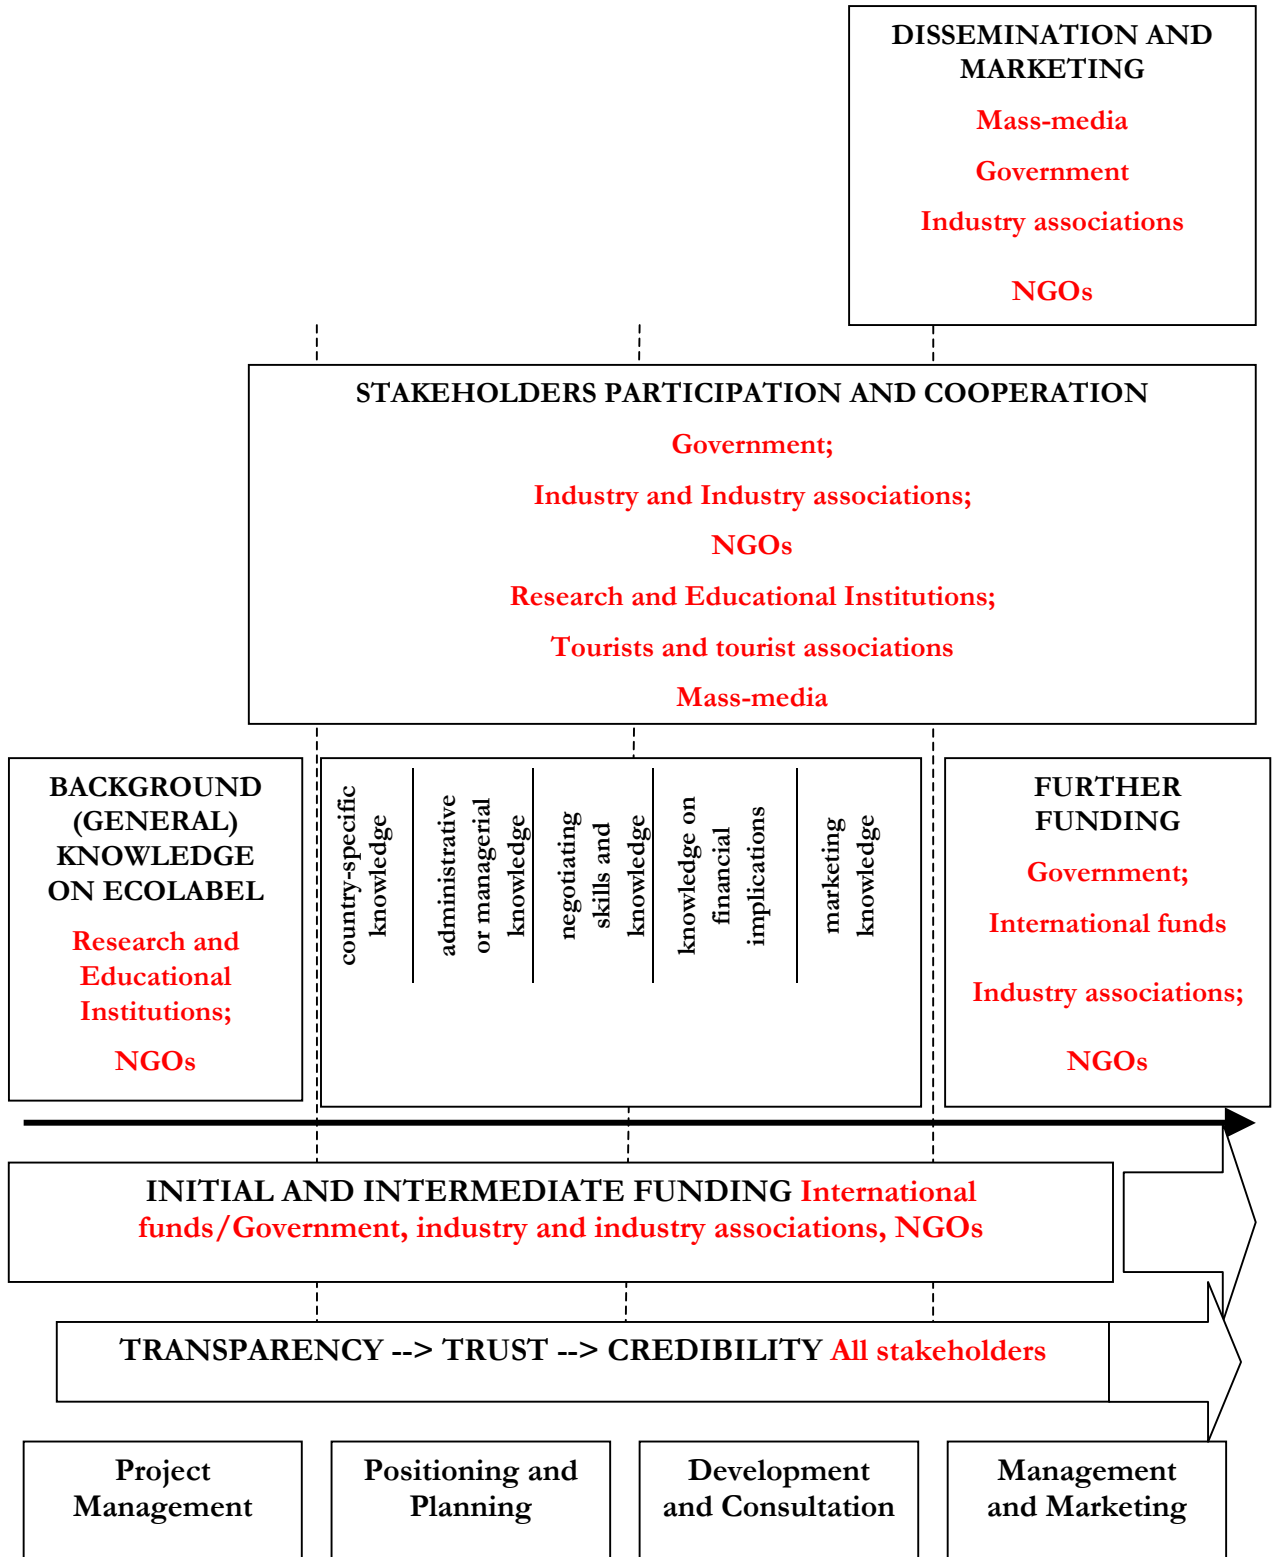 DISSEMINATION AND
MARKETING
Mass-media
Government
Industry associations
NGOs
STAKEHOLDERS PARTICIPATION AND COOPERATION
Government;
Industry and Industry associations;
NGOs
Research and Educational Institutions;
Tourists and tourist associations
Mass-media
BACKGROUND
(GENERAL)
KNOWLEDGE
ON ECOLABEL
Research and
Educational
Institutions;
NGOs
country-specific
knowledge
administrative
or managerial
knowledge
negotiating
skills and
knowledge
knowledge on
financial
implications
marketing
knowledge
FURTHER
FUNDING
Government;
International funds
Industry associations;
NGOs
INITIAL AND INTERMEDIATE FUNDING International
funds/Government, industry and industry associations, NGOs
TRANSPARENCY --> TRUST --> CREDIBILITY All stakeholders
Project
Management
Positioning and
Planning
Development
and Consultation
Management
and Marketing